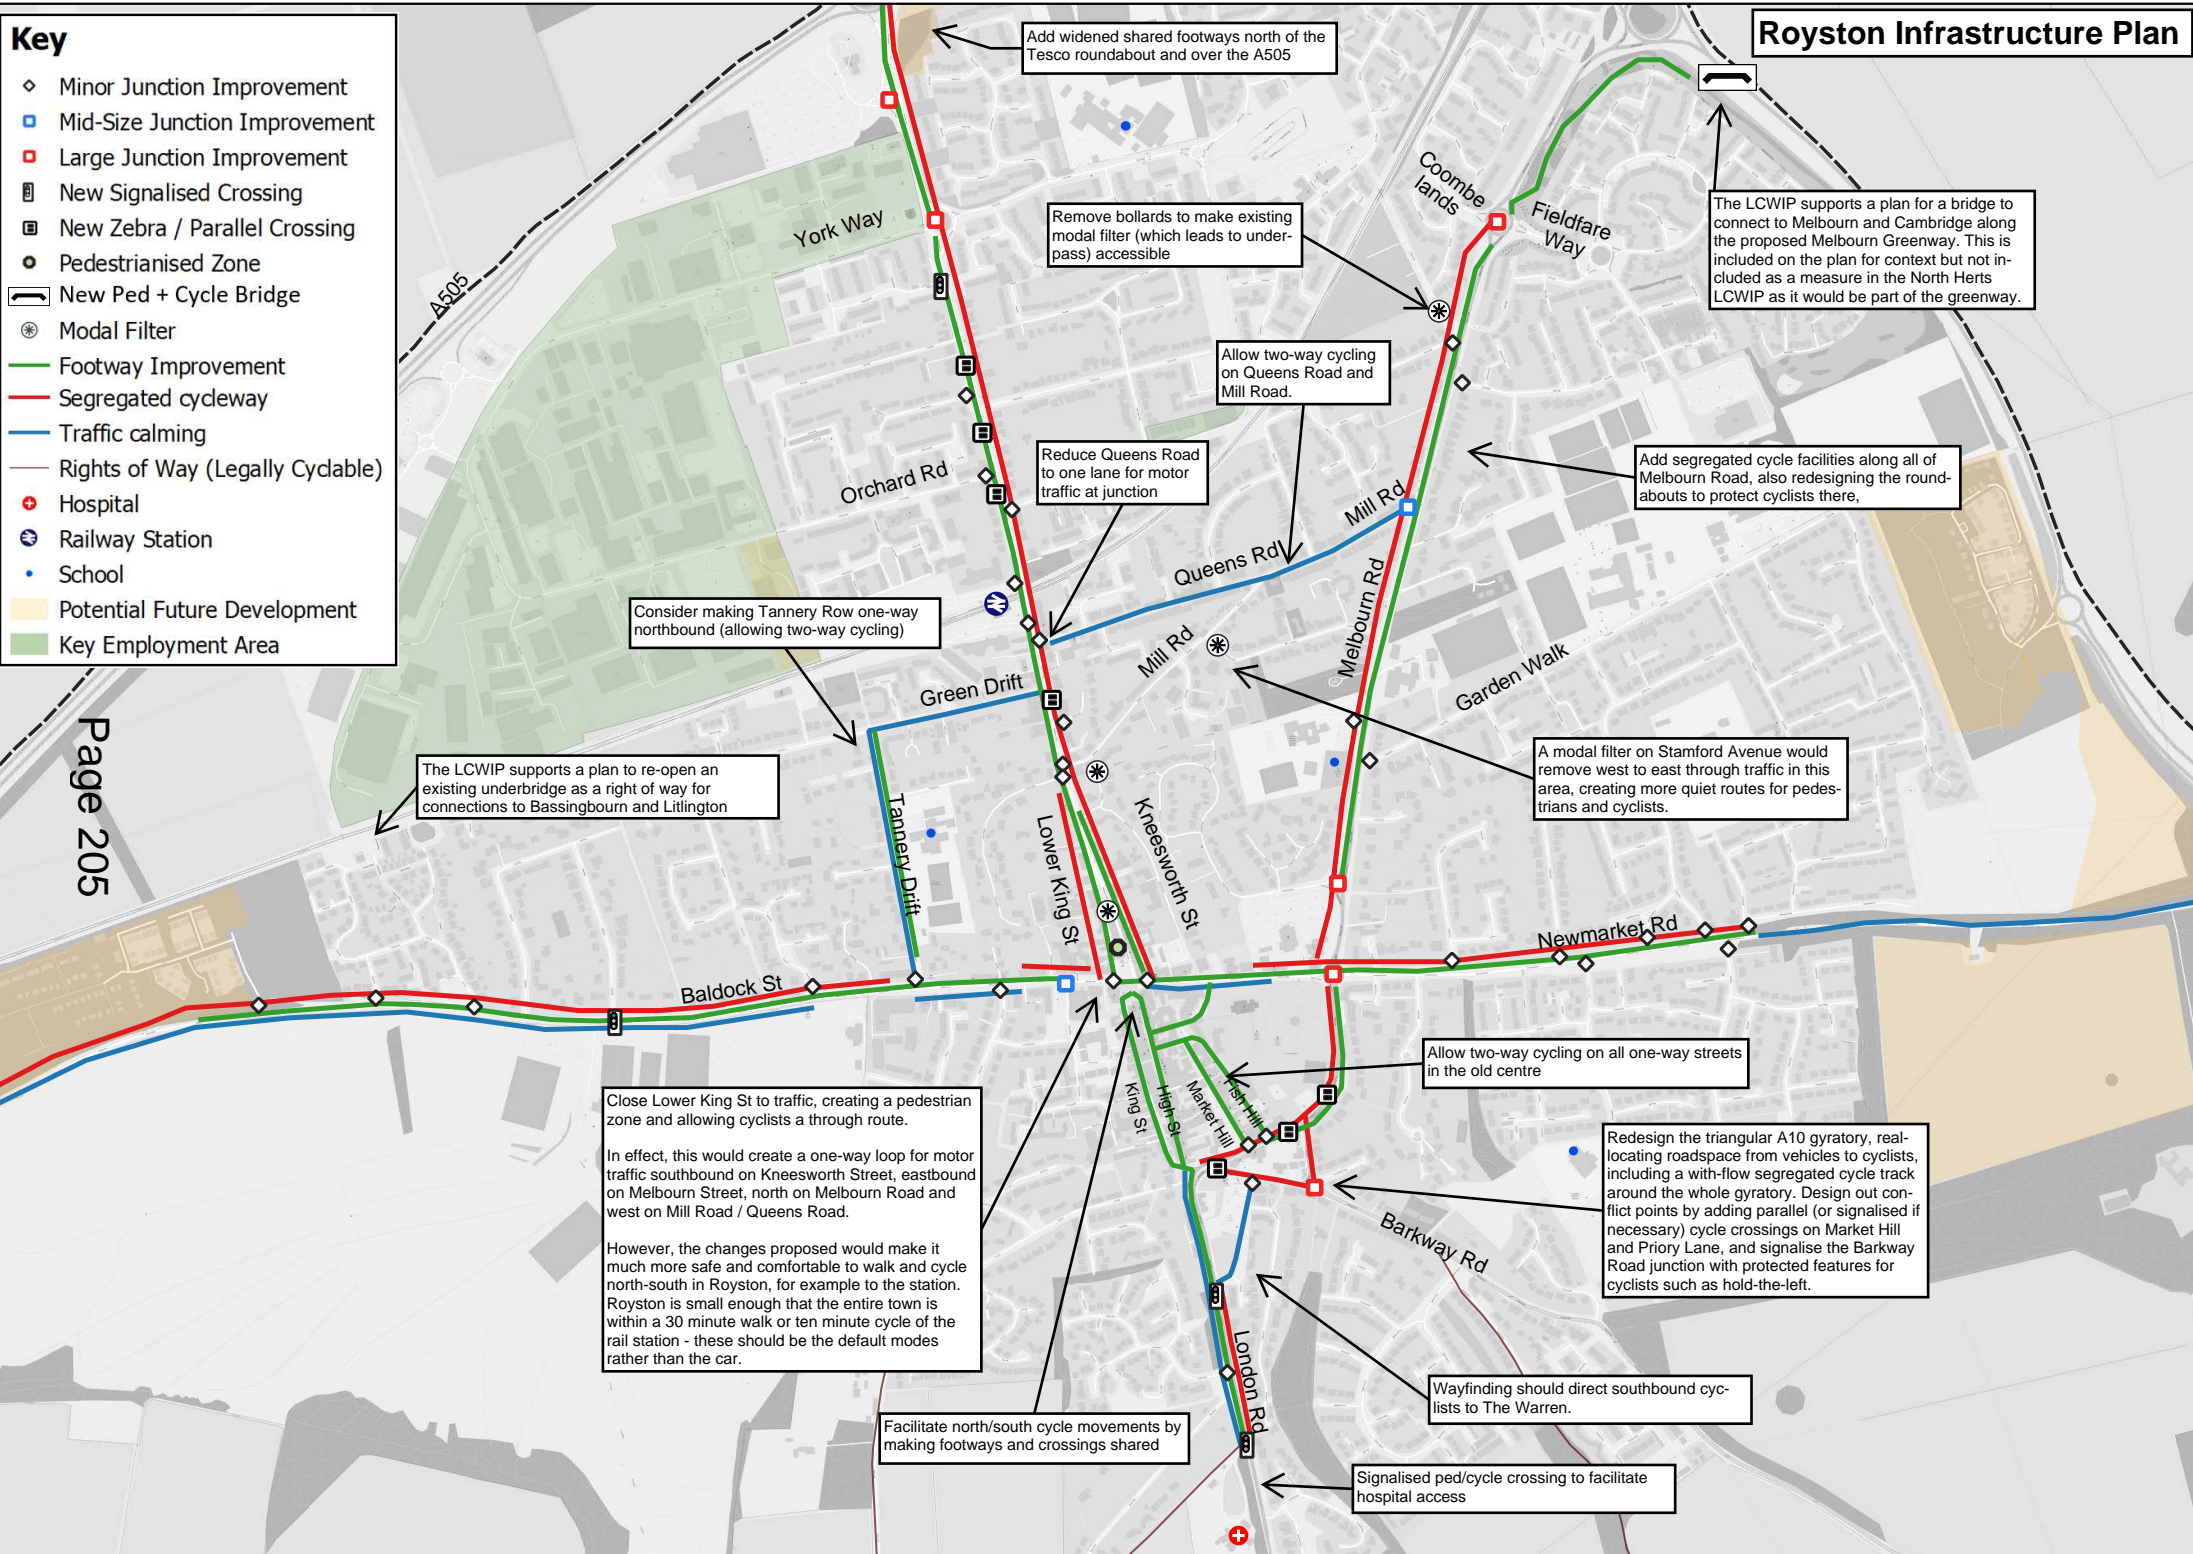 Royston Infrastructure Plan
Key
Minor Junction Improvement
Mid-Size Junction Improvement
Large Junction Improvement
New Signalised Crossing
New Zebra / Parallel Crossing
Pedestrianised Zone
New Ped + Cycle Bridge
Modal Filter
Footway Improvement
Segregated cycleway
Traffic calming
Rights of Way (Legally Cyclable)
Hospital
Railway Station
School
Potential Future Development
Key Employment Area
Add widened shared footways north of the
Tesco roundabout and over the A505
Remove bollards to make existing
modal filter (which leads to under-
pass) accessible
The LCWIP supports a plan for a bridge to
connect to Melbourn and Cambridge along
the proposed Melbourn Greenway. This is
included on the plan for context but not in-
cluded as a measure in the North Herts
LCWIP as it would be part of the greenway.
Coombe
lands
Fieldfare
Way
York Way
A505
Allow two-way cycling
on Queens Road and
Mill Road.
Reduce Queens Road
to one lane for motor
traffic at junction
Add segregated cycle facilities along all of
Melbourn Road, also redesigning the round-
abouts to protect cyclists there,
Orchard Rd
Mill Rd
Queens Rd
Melbourn Rd
Consider making Tannery Row one-way
northbound (allowing two-way cycling)
Mill Rd
Garden Walk
Green Drift
Page 205
The LCWIP supports a plan to re-open an
existing underbridge as a right of way for
connections to Bassingbourn and Litlington
A modal filter on Stamford Avenue would
remove west to east through traffic in this
area, creating more quiet routes for pedes-
trians and cyclists.
Tannery Drift
Lower King St
Kneesworth St
Newmarket Rd
Baldock St
King St
High St
Market Hill
Fish Hill
Allow two-way cycling on all one-way streets
in the old centre
Close Lower King St to traffic, creating a pedestrian
zone and allowing cyclists a through route.
In effect, this would create a one-way loop for motor
traffic southbound on Kneesworth Street, eastbound
on Melbourn Street, north on Melbourn Road and
west on Mill Road / Queens Road.
However, the changes proposed would make it
much more safe and comfortable to walk and cycle
north-south in Royston, for example to the station.
Royston is small enough that the entire town is
within a 30 minute walk or ten minute cycle of the
rail station - these should be the default modes
rather than the car.
Redesign the triangular A10 gyratory, real-
locating roadspace from vehicles to cyclists,
including a with-flow segregated cycle track
around the whole gyratory. Design out con-
flict points by adding parallel (or signalised if
necessary) cycle crossings on Market Hill
and Priory Lane, and signalise the Barkway
Road junction with protected features for
cyclists such as hold-the-left.
Barkway Rd
London Rd
Wayfinding should direct southbound cyc-
lists to The Warren.
Facilitate north/south cycle movements by
making footways and crossings shared
Signalised ped/cycle crossing to facilitate
hospital access